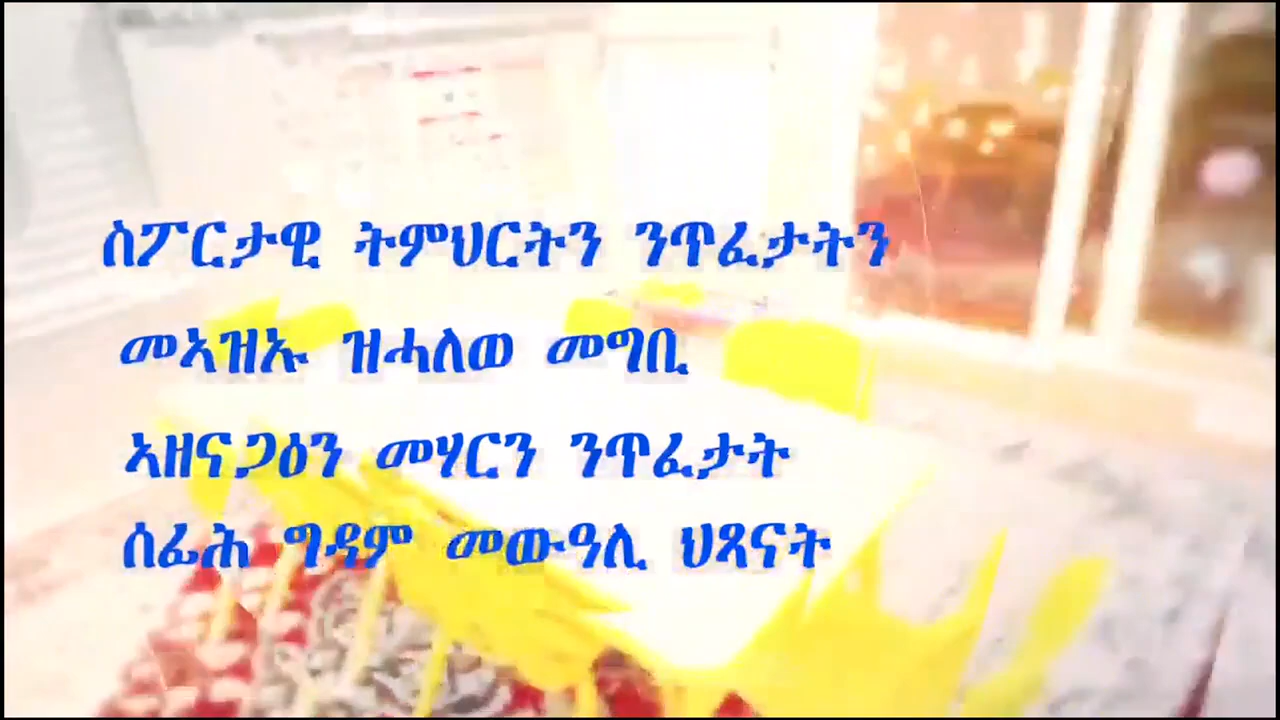 ስፖርታዊ ትምህርትን ንጥፈታትን
መኣዝኡ ዝሓለወ መግቢ
ኣዘናጋዕን መሃርን ንጥፈታት
ሰፊሕ ግዳም መውዓሊ ህጻናት